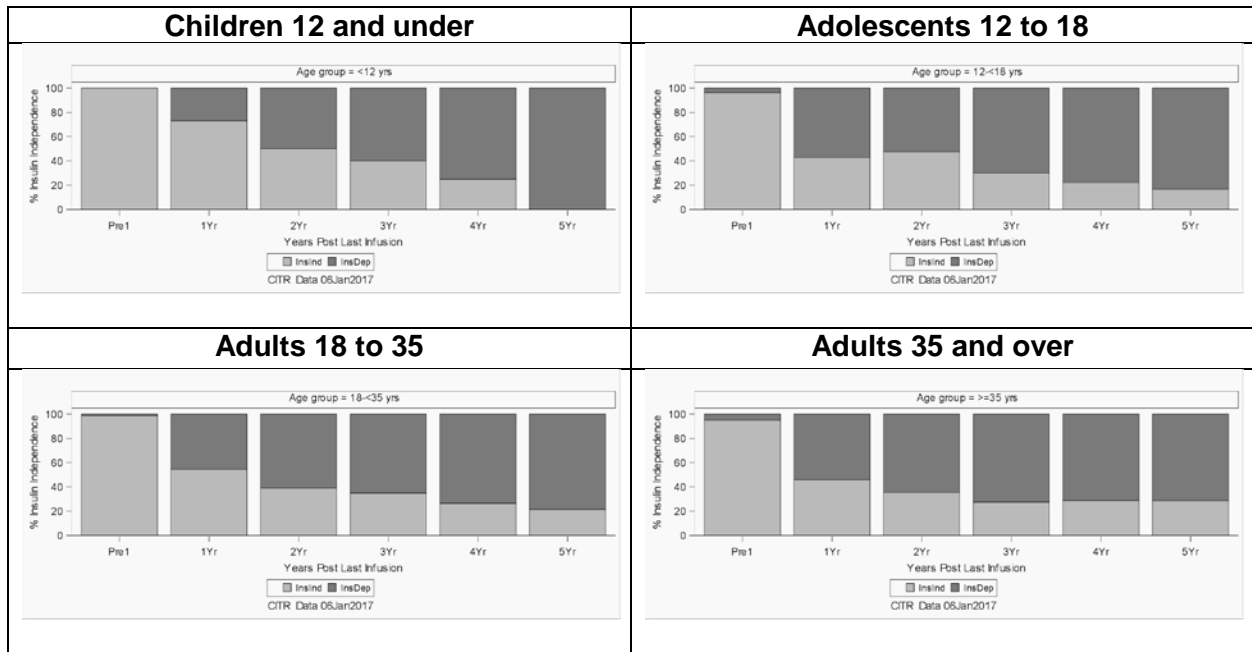 Children 12 and under
Age group = <12 yrs
% Insulin Independence
100
80
60
40
20
0
Pre1 1Yr 2Yr 3Yr 4Yr 5Yr
Years Post Last Infusion
InsInd InsDep
CITR Data 06Jan2017
Adolescents 12 to 18
Age group = 12-<18 yrs
% Insulin Independence
100
80
60
40
20
0
Pre1 1Yr 2Yr 3Yr 4Yr 5Yr
Years Post Last Infusion
InsInd InsDep
CITR Data 06Jan2017
Adults 18 to 35
Age group = 18-<35 yrs
% Insulin Independence
100
80
60
40
20
0
Pre1 1Yr 2Yr 3Yr 4Yr 5Yr
Years Post Last Infusion
InsInd InsDep
CITR Data 06Jan2017
Adults 35 and over
Age group = >=35 yrs
% Insulin Independence
100
80
60
40
20
0
Pre1 1Yr 2Yr 3Yr 4Yr 5Yr
Years Post Last Infusion
InsInd InsDep
CITR Data 06Jan2017